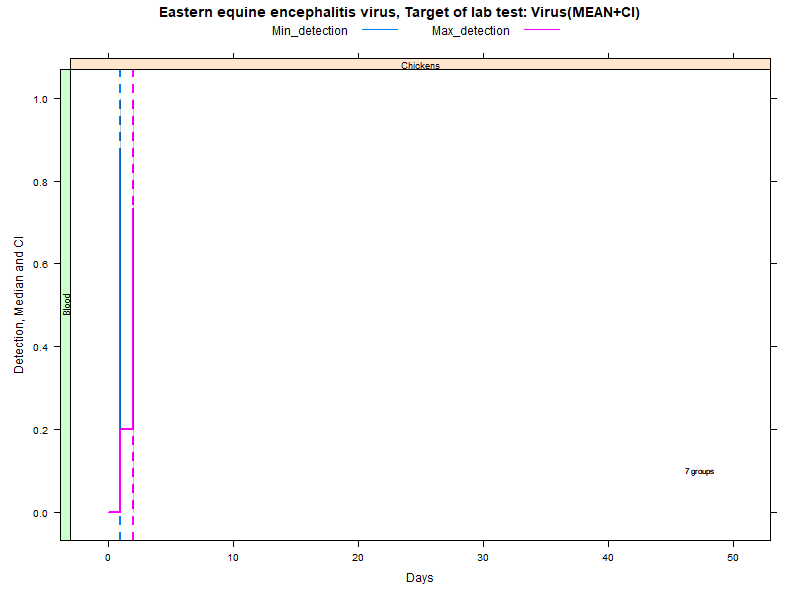 Eastern equine encephalitis virus, Target of lab test: Virus(MEAN+CI)
Min_detection Max_detection
Chickens
Detection, Median and CI
Blood
1.0
0.8
0.6
0.4
0.2
0.0
7 groups
0 10 20 30 40 50
Days